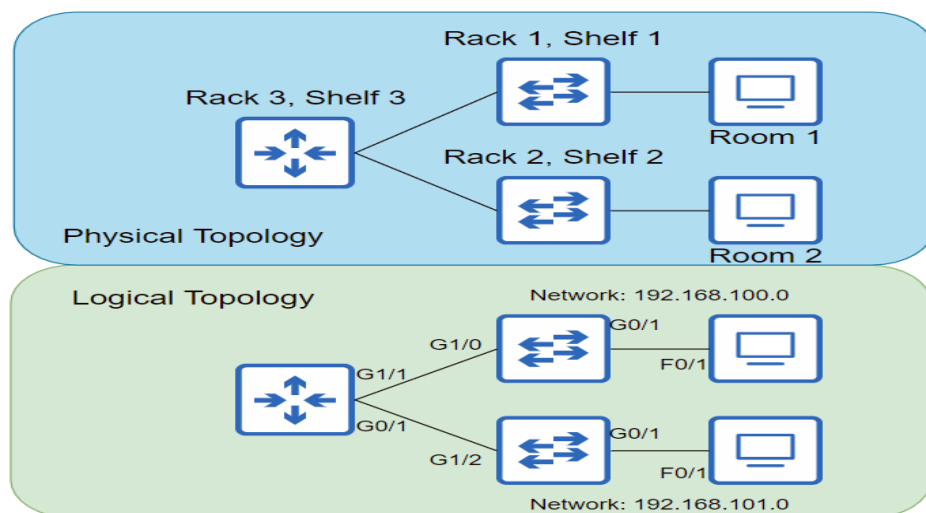 Rack 1, Shelf 1
Rack 3, Shelf 3
Room 1
Rack 2, Shelf 2
Physical Topology
Room 2
Logical Topology
Network: 192.168.100.0
G0/1
G1/0
F0/1
G1/1
G0/1
G0/1
G1/2
F0/1
Network: 192.168.101.0